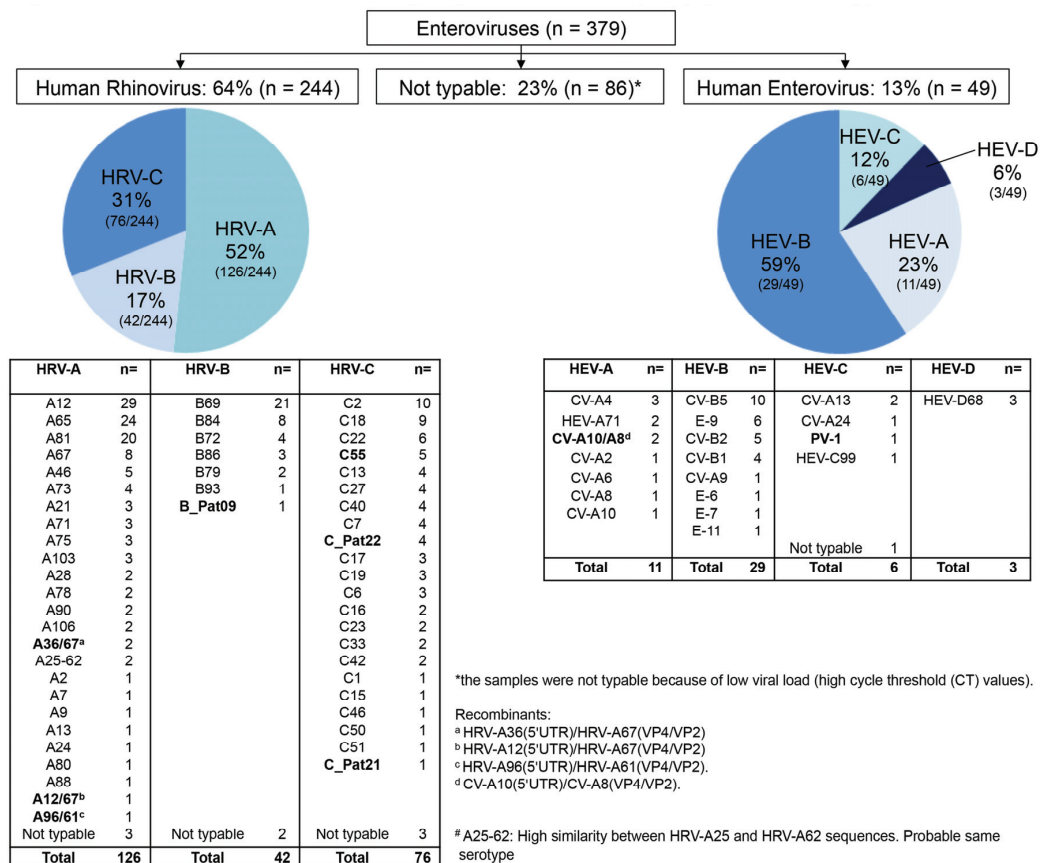 Enteroviruses (n = 379)
Human Rhinovirus: 64% (n = 244)
Not typable: 23% (n = 86)*
Human Enterovirus: 13% (n = 49)
HRV-C
31%
(76/244)
HRV-A
52%
(126/244)
HRV-B
17%
(42/244)
HEV-C
12%
(6/49)
HEV-D
6%
(3/49)
HEV-B
59%
(29/49)
HEV-A
23%
(11/49)
HRV-A n= HRV-B n= HRV-C n=
A12 29 B69 21 C2 10
A65 24 B84 8 C18 9
A81 20 B72 4 C22 6
A67 8 B86 3 C55 5
A46 5 B79 2 C13 4
A73 4 B93 1 C27 4
A21 3 B_Pat09 1 C40 4
A71 3 C7 4
A75 3 C_Pat22 4
A103 3 C17 3
A28 2 C19 3
A78 2 C6 3
A90 2 C16 2
A106 2 C23 2
A36/67a 2 C33 2
A25-62 2 C42 2
A2 1 C1 1
A7 1 C15 1
A9 1 C46 1
A13 1 C50 1
A24 1 C51 1
A80 1 C_Pat21 1
A88 1
A12/67b 1
A96/61c 1
Not typable 3 Not typable 2 Not typable 3
Total 126 Total 42 Total 76
HEV-A n= HEV-B n= HEV-C n= HEV-D n=
CV-A4 3 CV-B5 10 CV-A13 2 HEV-D68 3
HEV-A71 2 E-9 6 CV-A24 1
CV-A10/A8d 2 CV-B2 5 PV-1 1
CV-A2 1 CV-B1 4 HEV-C99 1
CV-A6 1 CV-A9 1
CV-A8 1 E-6 1
CV-A10 1 E-7 1
E-11 1
Not typable 1
Total 11 Total 29 Total 6 Total 3
*the samples were not typable because of low viral load (high cycle threshold (CT) values).
Recombinants:
a HRV-A36(5'UTR)/HRV-A67(VP4/VP2)
b HRV-A12(5'UTR)/HRV-A67(VP4/VP2)
c HRV-A96(5'UTR)/HRV-A61(VP4/VP2).
d CV-A10(5'UTR)/CV-A8(VP4/VP2).
# A25-62: High similarity between HRV-A25 and HRV-A62 sequences. Probable same
serotype